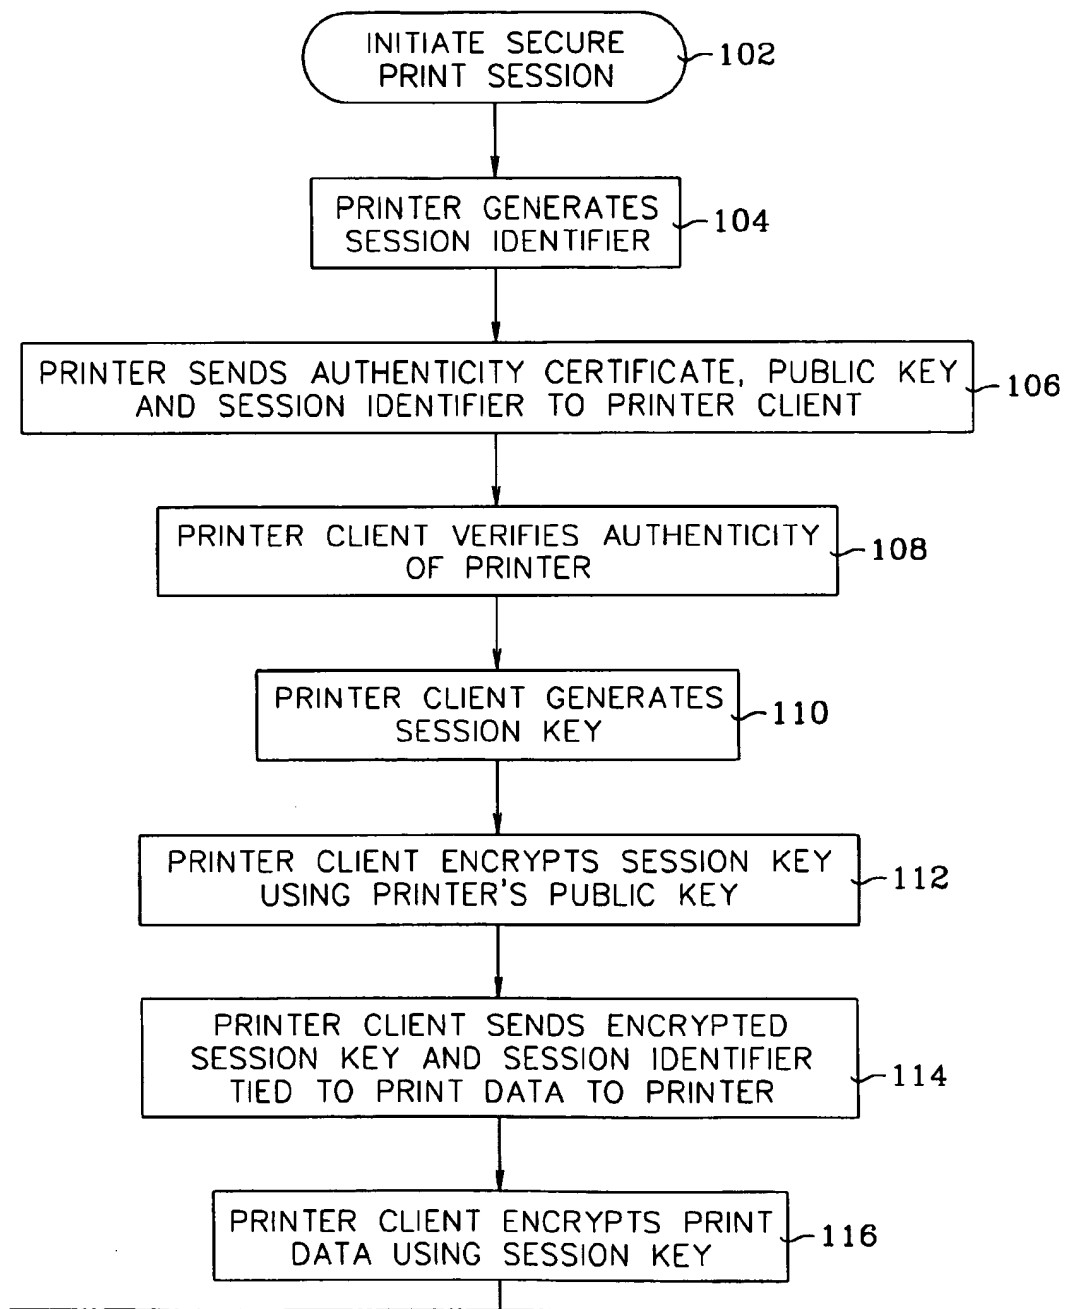 INITIATE SECURE
PRINT SESSION
102
PRINTER GENERATES
SESSION IDENTIFIER
104
PRINTER SENDS AUTHENTICITY CERTIFICATE, PUBLIC KEY
AND SESSION IDENTIFIER TO PRINTER CLIENT
106
PRINTER CLIENT VERIFIES AUTHENTICITY
OF PRINTER
108
PRINTER CLIENT GENERATES
SESSION KEY
110
PRINTER CLIENT ENCRYPTS SESSION KEY
USING PRINTER'S PUBLIC KEY
112
PRINTER CLIENT SENDS ENCRYPTED
SESSION KEY AND SESSION IDENTIFIER
TIED TO PRINT DATA TO PRINTER
114
PRINTER CLIENT ENCRYPTS PRINT
DATA USING SESSION KEY
116